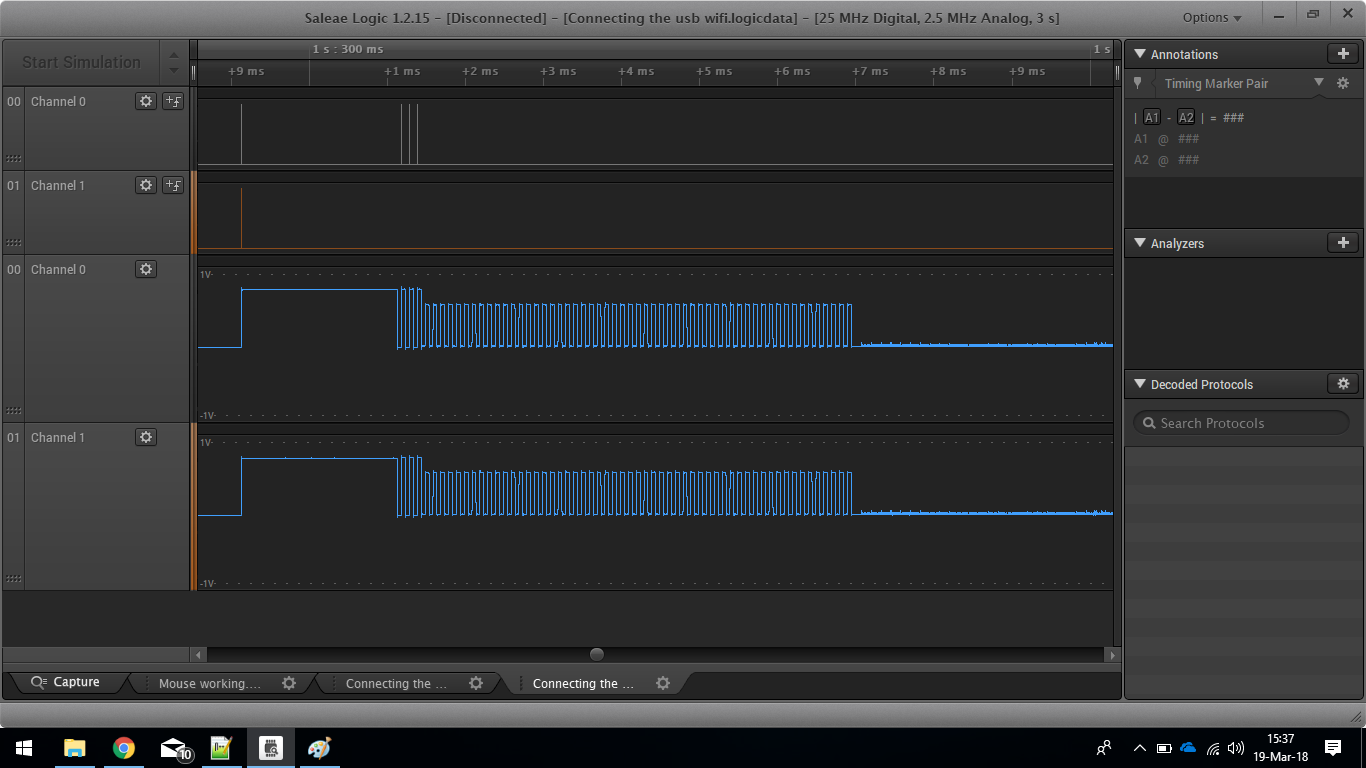 Saleae Logic 1.2.15 - [Disconnected] - [Connecting the usb wifi.logicdata] - [25 MHz Digital, 2.5 MHz Analog, 3 s]
Options
Start Simulation
1 s : 300 ms
1 s
+9 ms
+1 ms
+2 ms
+3 ms
+4 ms
+5 ms
+6 ms
+7 ms
+8 ms
+9 ms
00 Channel 0
01 Channel 1
00 Channel 0
1V
-1V
01 Channel 1
1V
-1V
Annotations
Timing Marker Pair
| A1 - A2 | = ###
A1 @ ###
A2 @ ###
Analyzers
Decoded Protocols
Search Protocols
Capture
Mouse working....
Connecting the ...
Connecting the ...
10
15:37
19-Mar-18